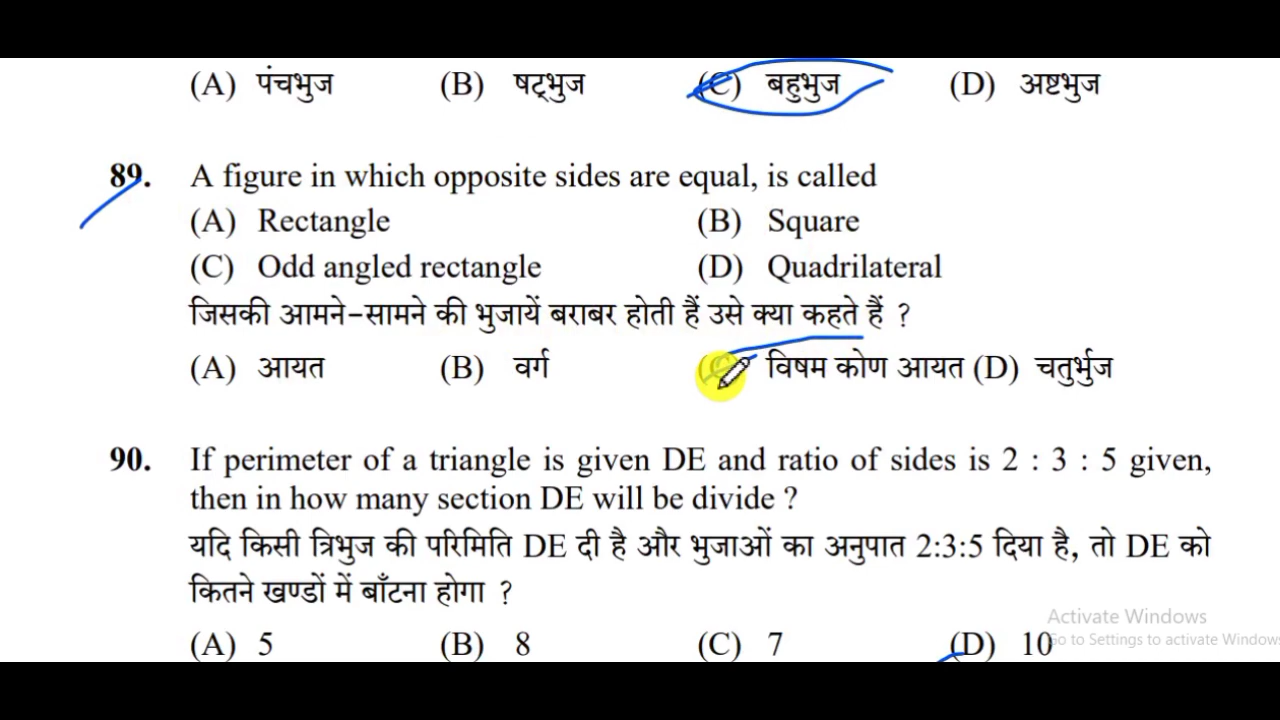 (A) पंचभुज (B) षट्भुज (C) बहुभुज (D) अष्टभुज
89. A figure in which opposite sides are equal, is called
(A) Rectangle (B) Square
(C) Odd angled rectangle (D) Quadrilateral
जिसकी आमने-सामने की भुजायें बराबर होती हैं उसे क्या कहते हैं ?
(A) आयत (B) वर्ग (C) विषम कोण आयत (D) चतुर्भुज
90. If perimeter of a triangle is given DE and ratio of sides is 2 : 3 : 5 given,
then in how many section DE will be divide ?
यदि किसी त्रिभुज की परिमिति DE दी है और भुजाओं का अनुपात 2:3:5 दिया है, तो DE को
कितने खण्डों में बाँटना होगा ?
(A) 5 (B) 8 (C) 7 (D) 10
Activate Windows
Go to Settings to activate Windows